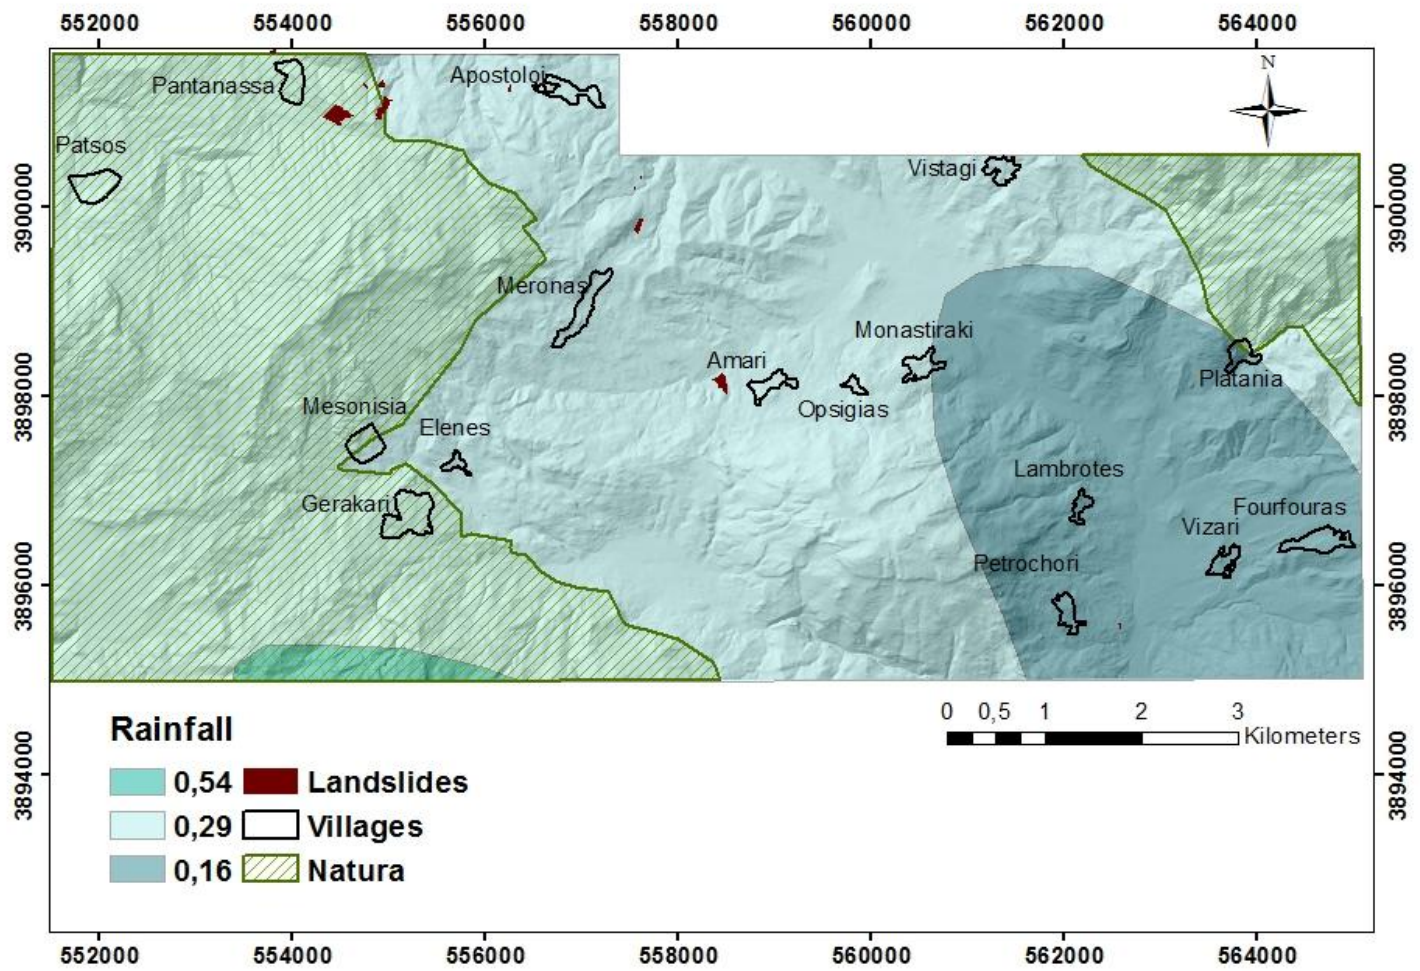 552000 554000 556000 558000 560000 562000 564000
N
Pantanassa
Apostoloi
Patsos
Vistagi
3900000 3900000
Meronas
Monastiraki
Amari
Platania
3898000 3898000
Opsigias
Mesonisia
Elenes
Lambrotes
Gerakari
Fourfouras
Vizari
Petrochori
3896000 3896000
Rainfall
0 0,5 1 2 3
Kilometers
3894000 3894000
0,54 Landslides
0,29 Villages
0,16 Natura
552000 554000 556000 558000 560000 562000 564000